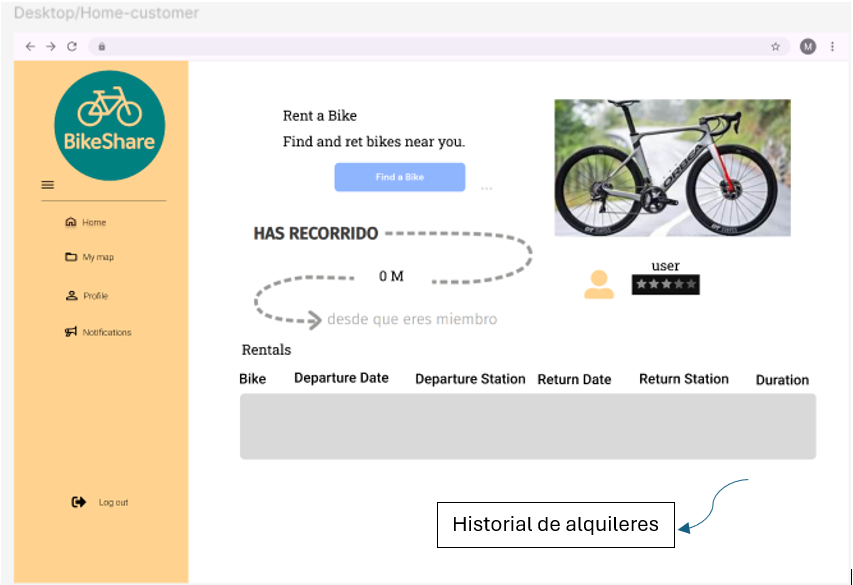 Desktop/Home-customer
M
BikeShare
Home
My map
Profile
Notifications
Log out
Rent a Bike
Find and ret bikes near you.
Find a Bike
...
ORBEA
HAS RECORRIDO
0 M
desde que eres miembro
user
Rentals
Bike Departure Date Departure Station Return Date Return Station Duration
Historial de alquileres